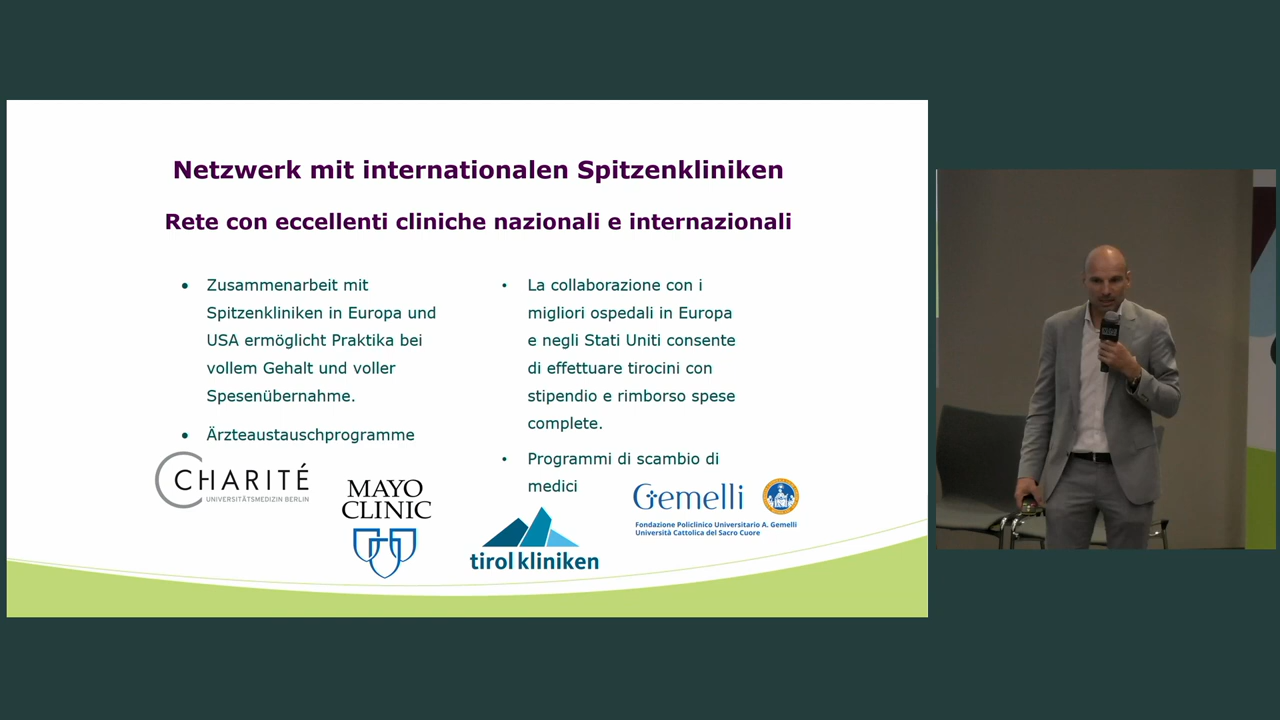 Netzwerk mit internationalen Spitzenkliniken
Rete con eccellenti cliniche nazionali e internazionali
• Zusammenarbeit mit
Spitzenkliniken in Europa und
USA ermöglicht Praktika bei
vollem Gehalt und voller
Spesenübernahme.
• Ärzteaustauschprogramme
• La collaborazione con i
migliori ospedali in Europa
e negli Stati Uniti consente
di effettuare tirocini con
stipendio e rimborso spese
complete.
• Programmi di scambio di
medici
CHARITÉ
UNIVERSITÄTSMEDIZIN BERLIN
MAYO
CLINIC
tirol kliniken
Gemelli
Fondazione Policlinico Universitario A. Gemelli
Università Cattolica del Sacro Cuore